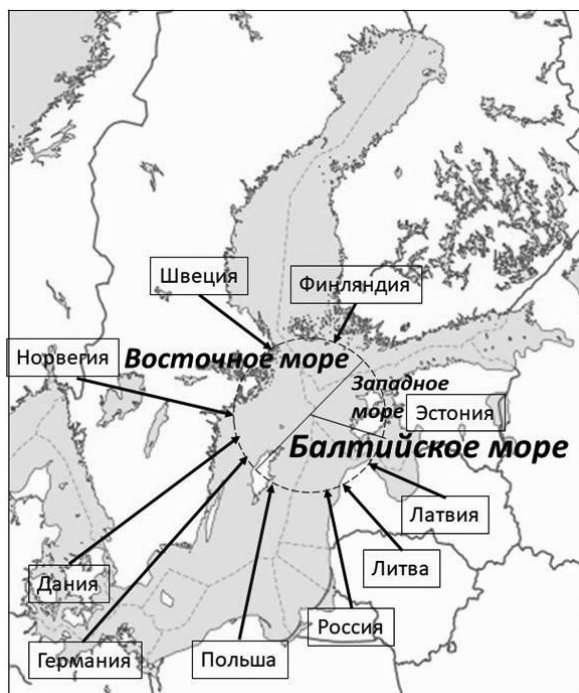 Швеция
Финляндия
Норвегия
Восточное море
Западное
море
Эстония
Балтийское море
Латвия
Литва
Дания
Россия
Германия
Польша